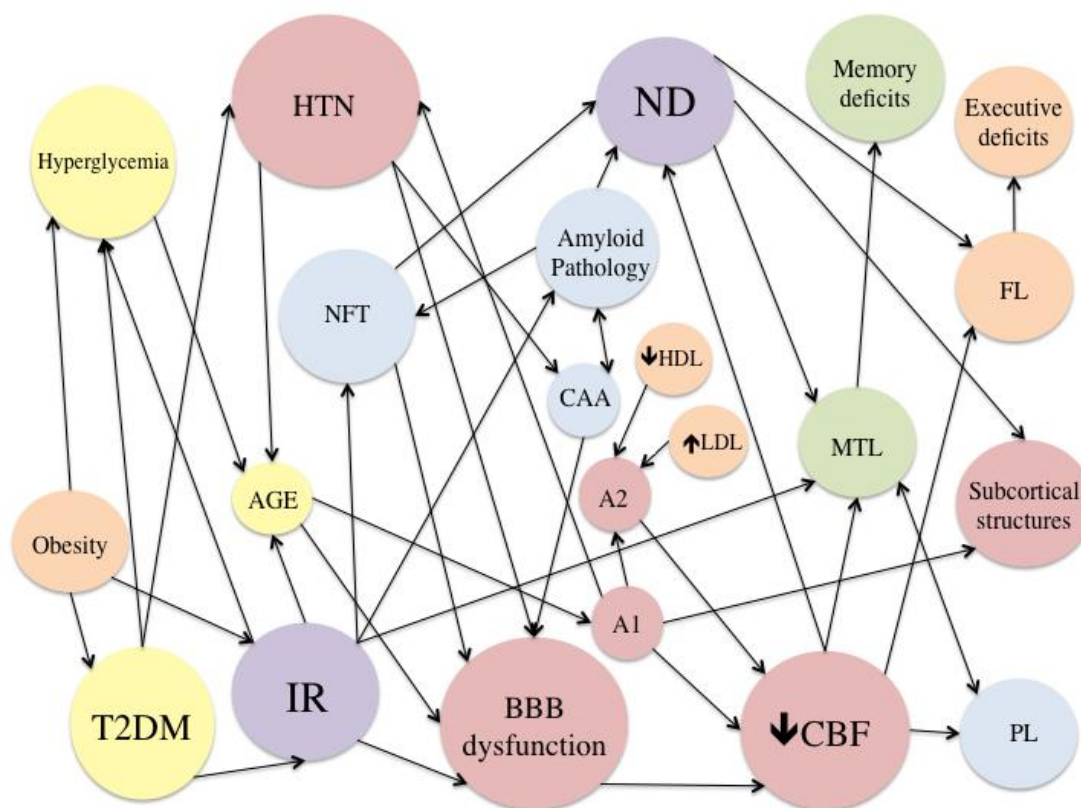 HTN
ND
Memory
deficits
Executive
deficits
Hyperglycemia
Amyloid
Pathology
NFT
FL
🡇HDL
CAA
🡅LDL
MTL
A2
AGE
Subcortical
structures
Obesity
A1
IR
BBB
dysfunction
T2DM
🡇CBF
PL